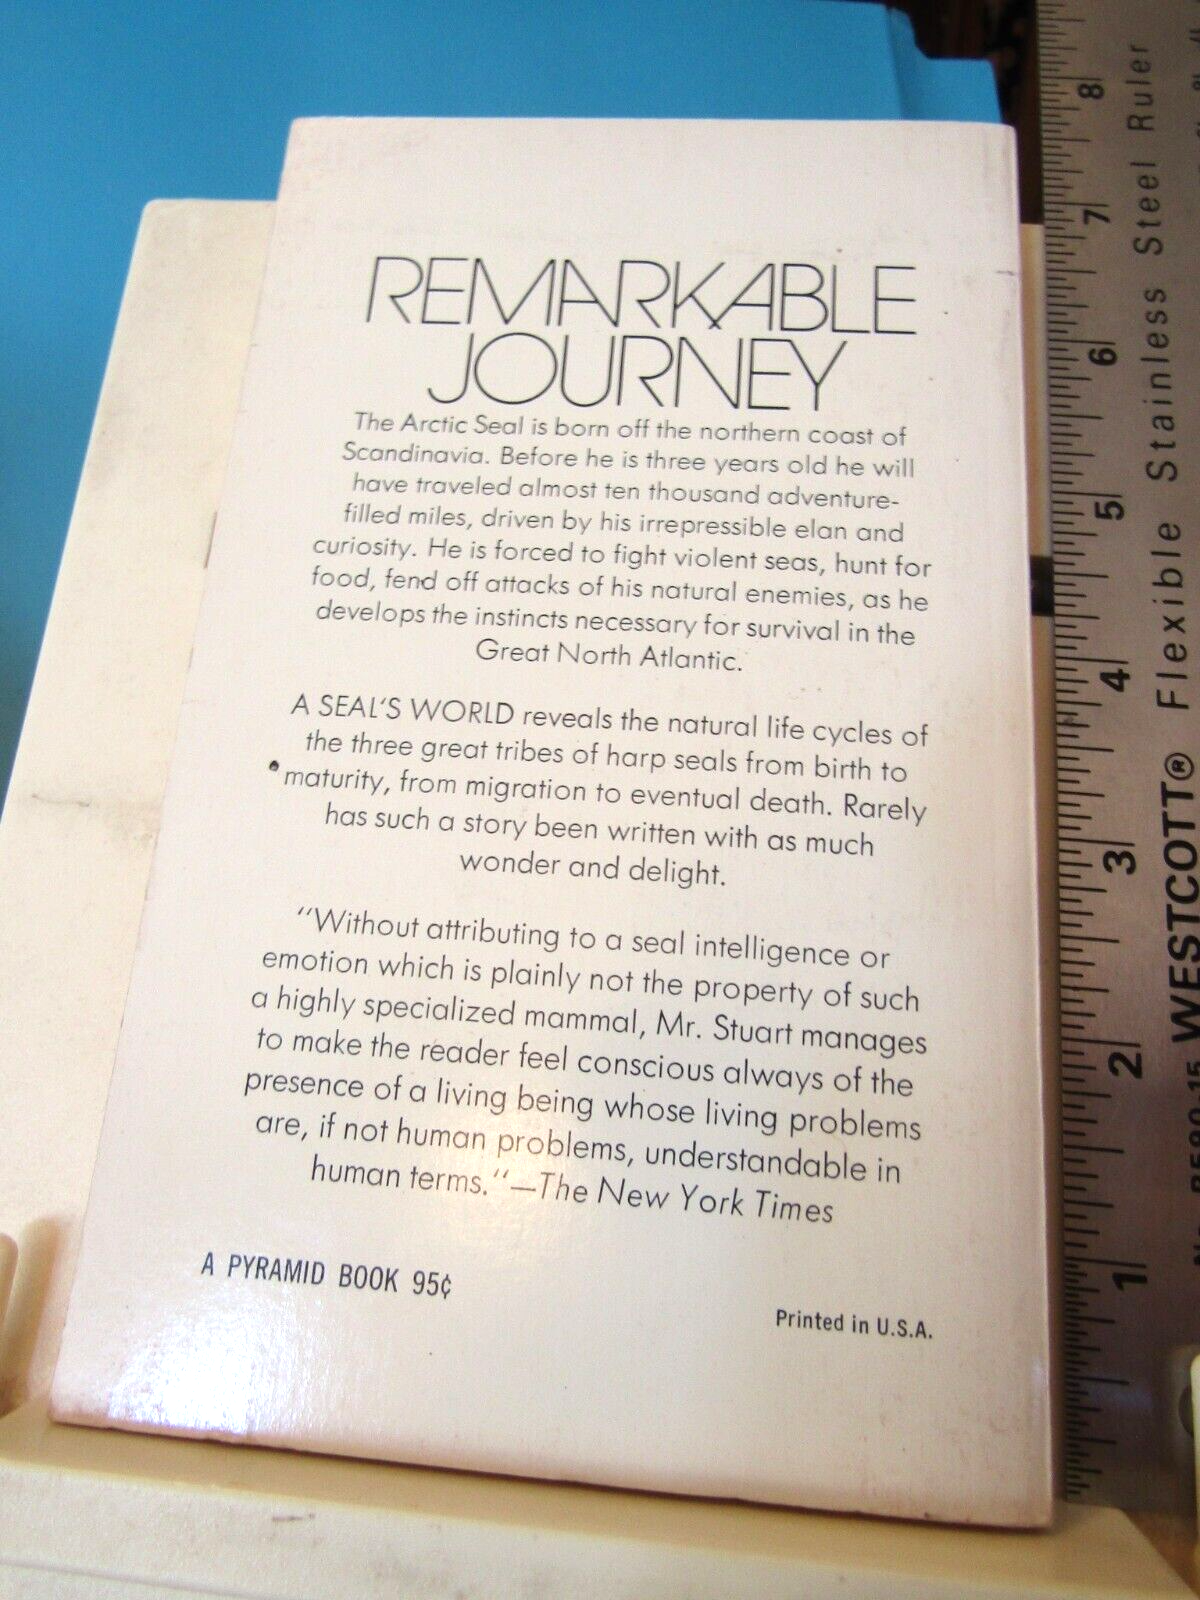 REMARKABLE
JOURNEY
The Arctic Seal is born off the northern coast of
Scandinavia. Before he is three years old he will
have traveled almost ten thousand adventure-
filled miles, driven by his irrepressible elan and
curiosity. He is forced to fight violent seas, hunt for
food, fend off attacks of his natural enemies, as he
develops the instincts necessary for survival in the
Great North Atlantic.
A SEAL'S WORLD reveals the natural life cycles of
the three great tribes of harp seals from birth to
maturity, from migration to eventual death. Rarely
has such a story been written with as much
wonder and delight.
"Without attributing to a seal intelligence or
emotion which is plainly not the property of such
a highly specialized mammal, Mr. Stuart manages
to make the reader feel conscious always of the
presence of a living being whose living problems
are, if not human problems, understandable in
human terms."—The New York Times
A PYRAMID BOOK 95¢
Printed in U.S.A.
8
7
6
5
4
3
2
1
WESTCOTT® Flexible Stainless Steel Ruler